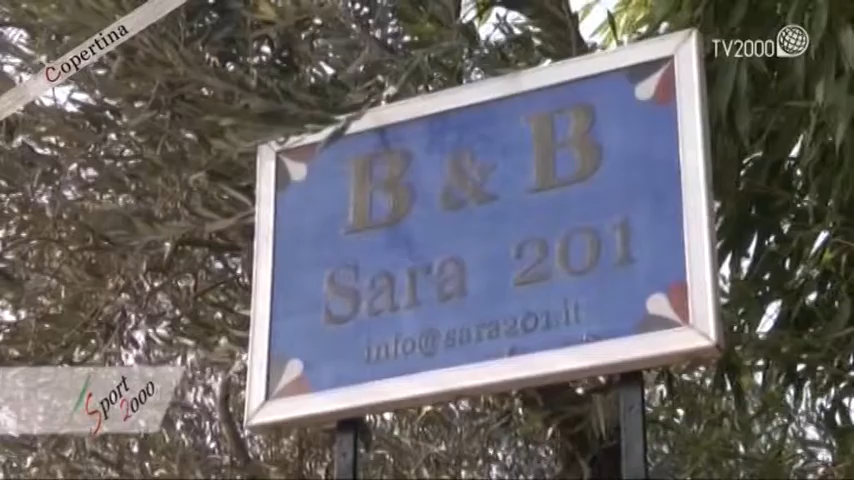 Copertina
TV2000
B & B
Sara 201
info@sara201.it
Sport
2000